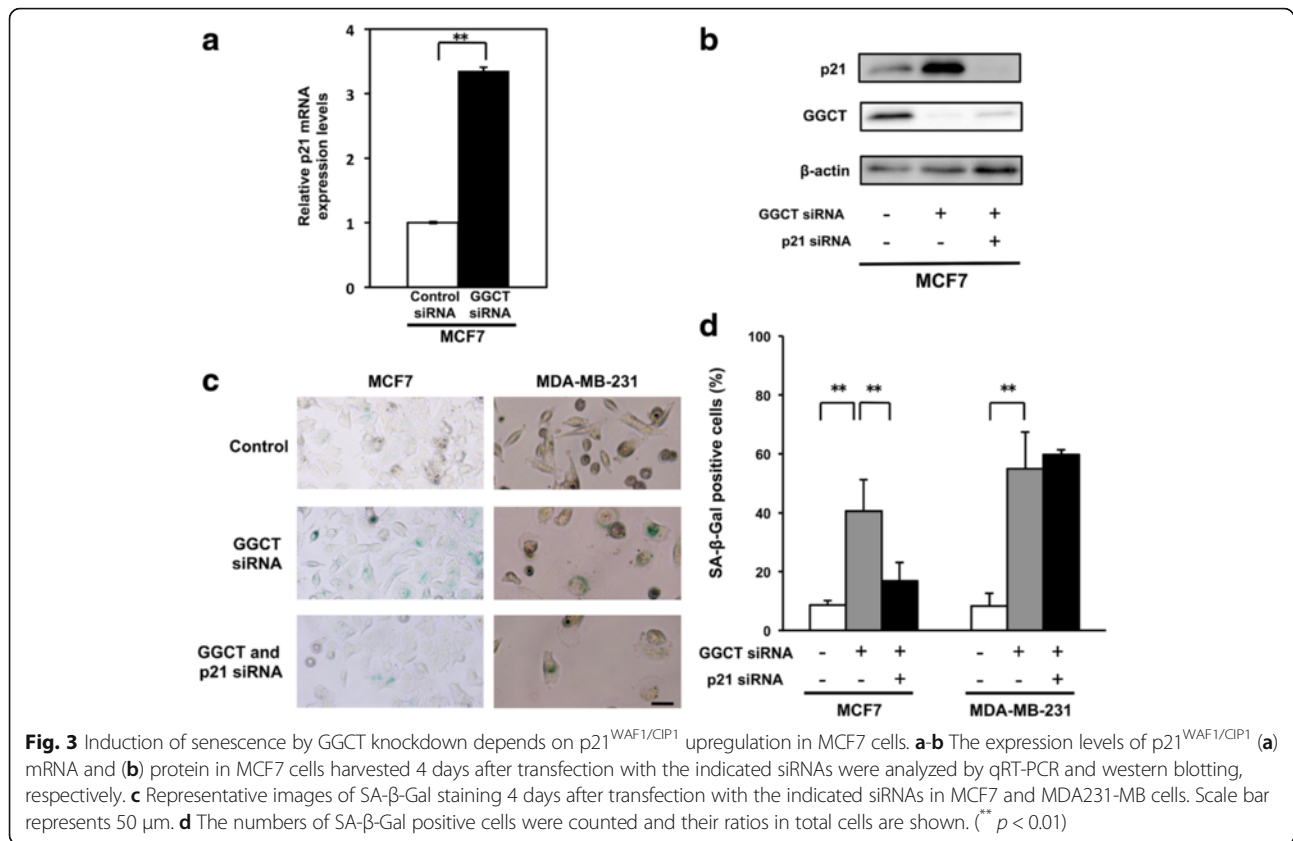 a
4
3
2
1
0
Relative p21 mRNA
expression levels
**
Control
siRNA
GGCT
siRNA
MCF7
b
p21
GGCT
β-actin
GGCT siRNA - + +
p21 siRNA - - +
MCF7
c
MCF7 MDA-MB-231
Control
GGCT
siRNA
GGCT and
p21 siRNA
d
100
80
60
40
20
0
SA-β-Gal positive cells (%)
** ** **
GGCT siRNA - + + - + +
p21 siRNA - - + - - +
MCF7 MDA-MB-231
Fig. 3 Induction of senescence by GGCT knockdown depends on p21WAF1/CIP1 upregulation in MCF7 cells. a-b The expression levels of p21WAF1/CIP1 (a)
mRNA and (b) protein in MCF7 cells harvested 4 days after transfection with the indicated siRNAs were analyzed by qRT-PCR and western blotting,
respectively. c Representative images of SA-β-Gal staining 4 days after transfection with the indicated siRNAs in MCF7 and MDA231-MB cells. Scale bar
represents 50 μm. d The numbers of SA-β-Gal positive cells were counted and their ratios in total cells are shown. (** p < 0.01)